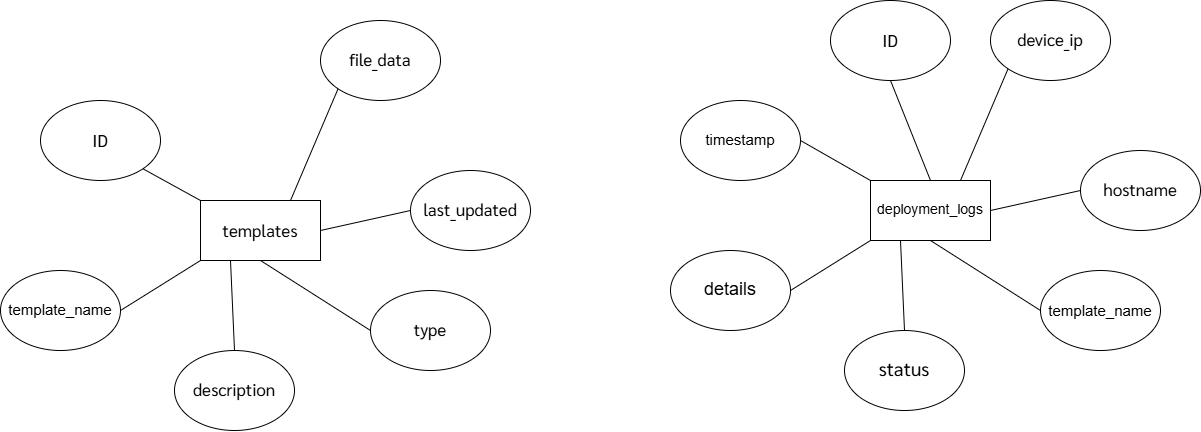 file_data
ID
last_updated
templates
template_name
type
description
ID
device_ip
timestamp
hostname
deployment_logs
details
template_name
status